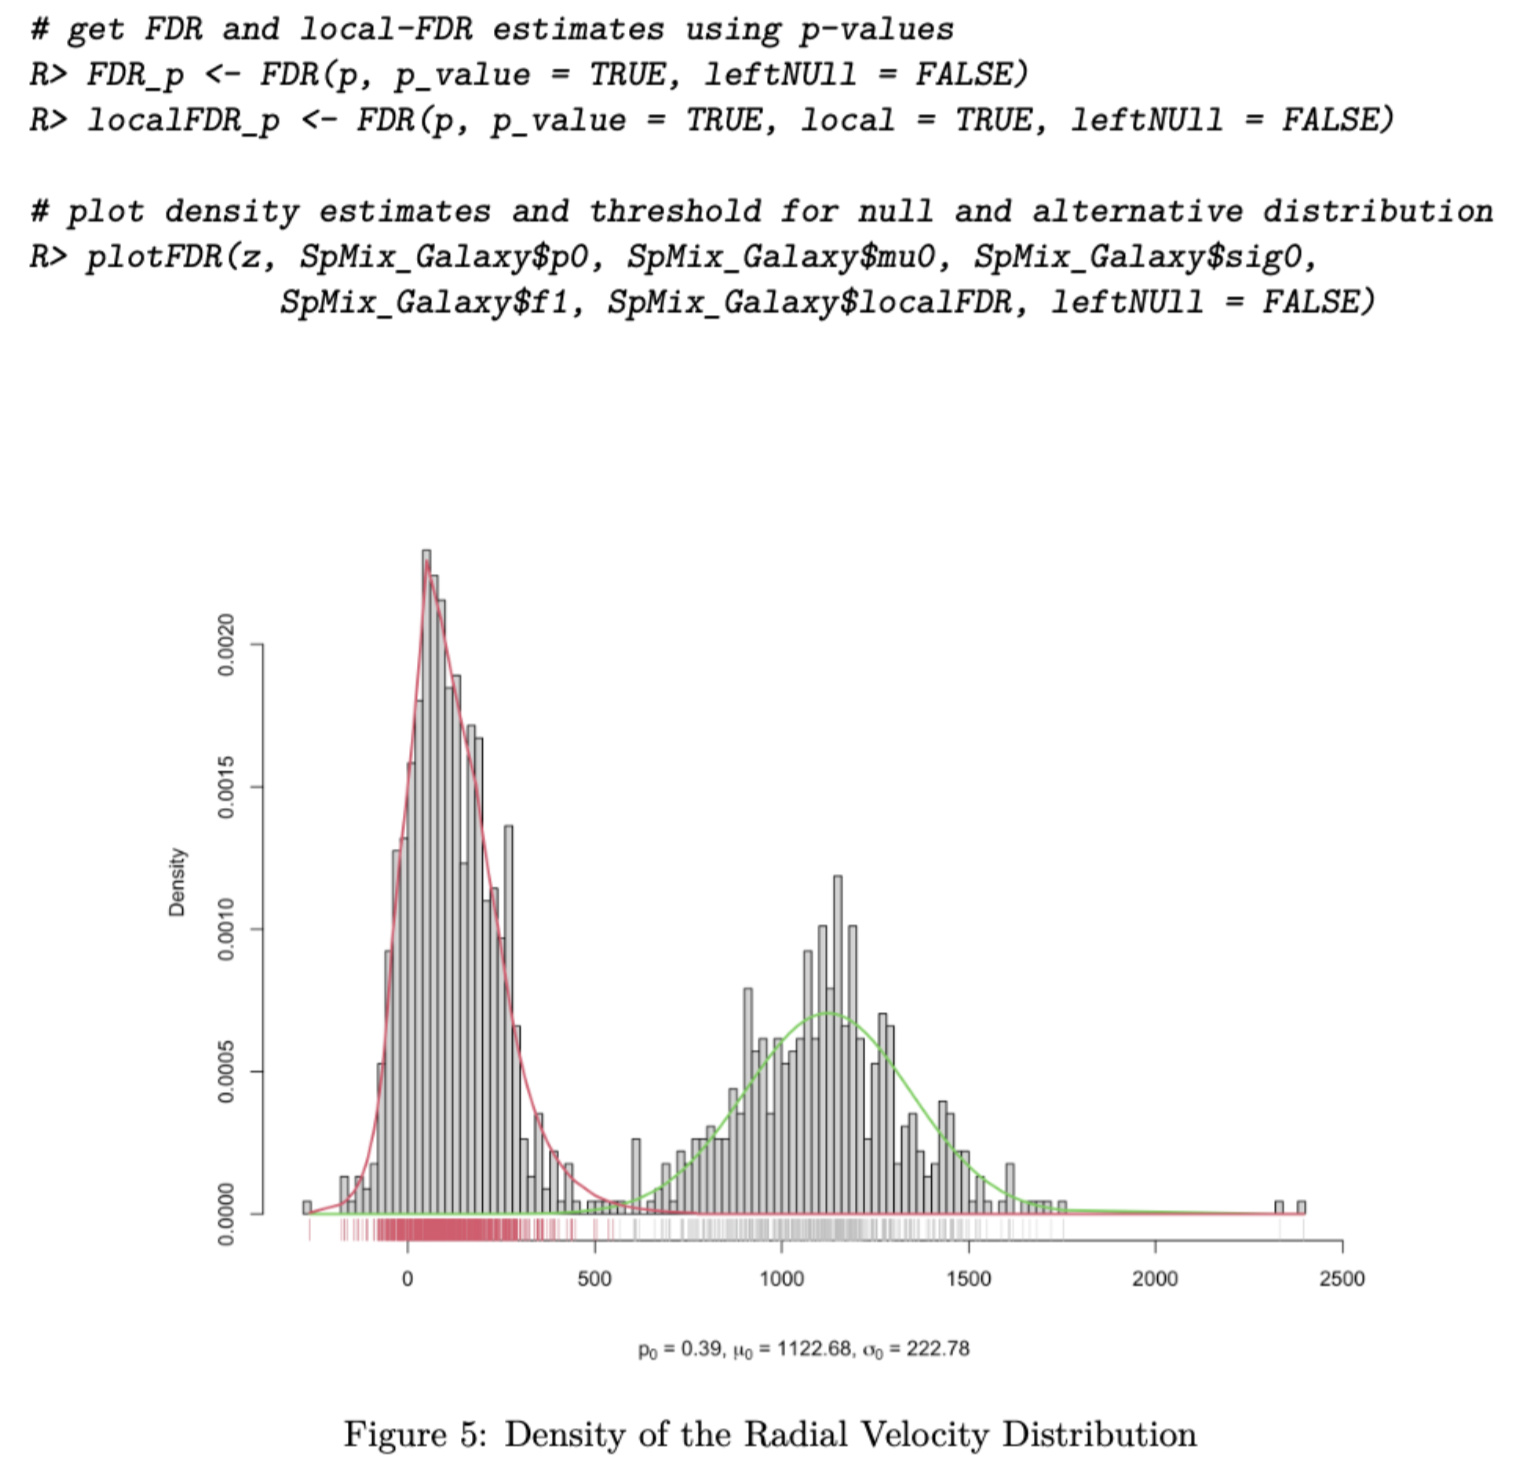 # get FDR and local-FDR estimates using p-values
R> FDR_p <- FDR(p, p_value = TRUE, leftNUll = FALSE)
R> localFDR_p <- FDR(p, p_value = TRUE, local = TRUE, leftNUll = FALSE)
# plot density estimates and threshold for null and alternative distribution
R> plotFDR(z, SpMix_Galaxy$p0, SpMix_Galaxy$mu0, SpMix_Galaxy$sig0,
SpMix_Galaxy$f1, SpMix_Galaxy$localFDR, leftNUll = FALSE)
0.0020
0.0015
Density
0.0010
0.0005
0.0000
0 500 1000 1500 2000 2500
p₀ = 0.39, μ₀ = 1122.68, σ₀ = 222.78
Figure 5: Density of the Radial Velocity Distribution